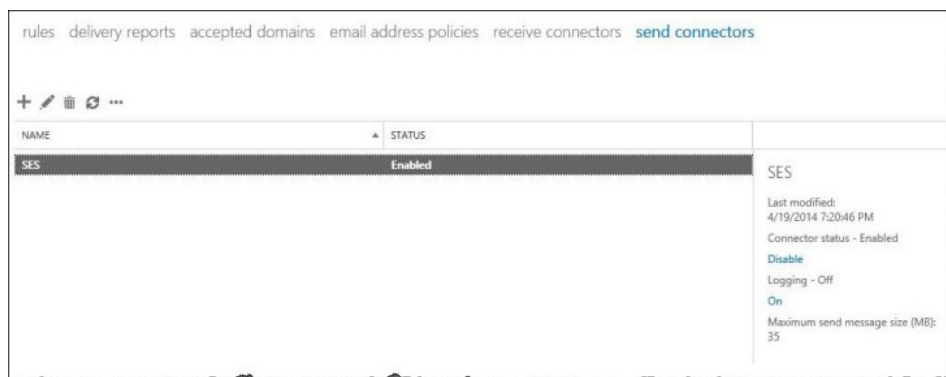 rules delivery reports accepted domains email address policies receive connectors send connectors
NAME STATUS
SES Enabled
SES
Last modified:
4/19/2014 7:20:46 PM
Connector status - Enabled
Disable
Logging - Off
On
Maximum send message size (MB):
35